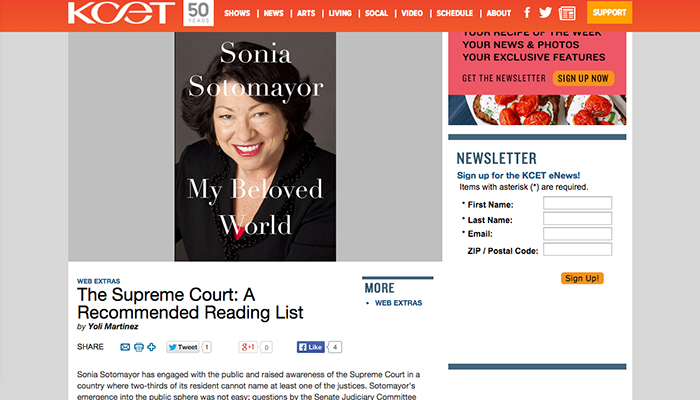 KCET
50
YEARS
SHOWS | NEWS | ARTS | LIVING | SOCAL | VIDEO | SCHEDULE | ABOUT
SUPPORT
Sonia
Sotomayor
My Beloved
World
YOUR RECIPE OF THE WEEK
YOUR NEWS & PHOTOS
YOUR EXCLUSIVE FEATURES
GET THE NEWSLETTER SIGN UP NOW
NEWSLETTER
Sign up for the KCET eNews!
Items with asterisk (*) are required.
* First Name:
* Last Name:
* Email:
ZIP / Postal Code:
Sign Up!
WEB EXTRAS
The Supreme Court: A
Recommended Reading List
by Yoli Martinez
MORE
• WEB EXTRAS
SHARE Tweet 1 g+1 0 Like 4
Sonia Sotomayor has engaged with the public and raised awareness of the Supreme Court in a
country where two-thirds of its resident cannot name at least one of the justices. Sotomayor's
emergence into the public sphere was not easy; questions by the Senate Judiciary Committee